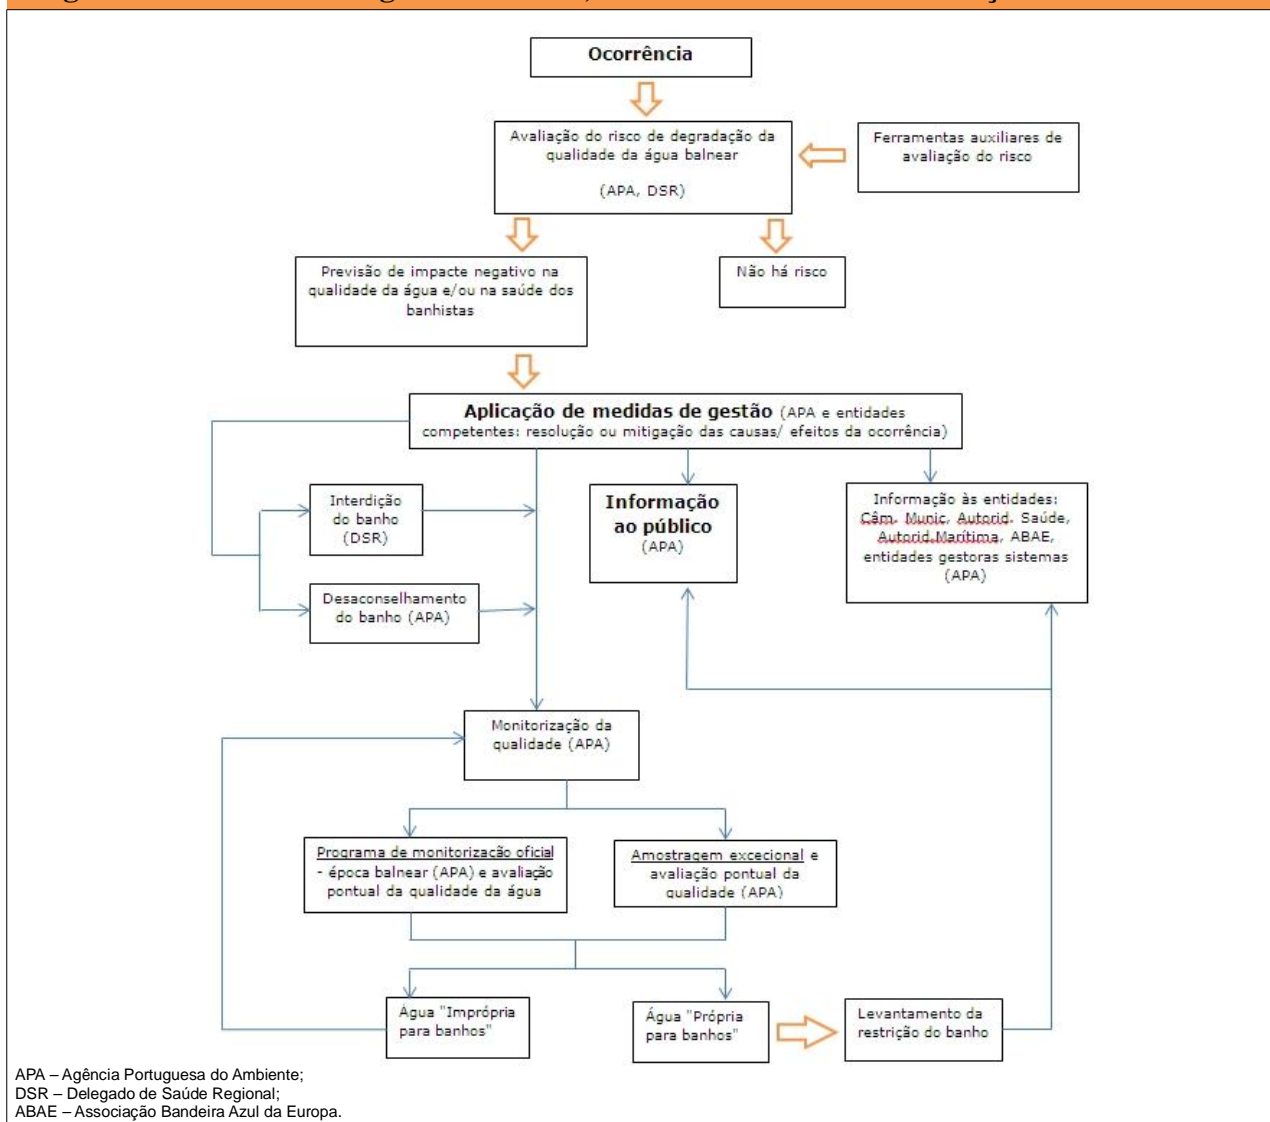 Ocorrência
Avaliação do risco de degradação da
qualidade da água balnear
(APA, DSR)
Ferramentas auxiliares de
avaliação do risco
Previsão de impacte negativo na
qualidade da água e/ou na saúde dos
banhistas
Não há risco
Aplicação de medidas de gestão (APA e entidades
competentes: resolução ou mitigação das causas/ efeitos da ocorrência)
Interdição
do banho
(DSR)
Informação
ao público
(APA)
Informação às entidades:
Câm. Munic, Autorid. Saúde,
Autorid.Marítima, ABAE,
entidades gestoras sistemas
(APA)
Desaconselhamento
do banho (APA)
Monitorização da
qualidade (APA)
Programa de monitorização oficial
- época balnear (APA) e avaliação
pontual da qualidade da água
Amostragem excecional e
avaliação pontual da
qualidade (APA)
Água "Imprópria
para banhos"
Água "Própria
para banhos"
Levantamento da
restrição do banho
APA – Agência Portuguesa do Ambiente;
DSR – Delegado de Saúde Regional;
ABAE – Associação Bandeira Azul da Europa.